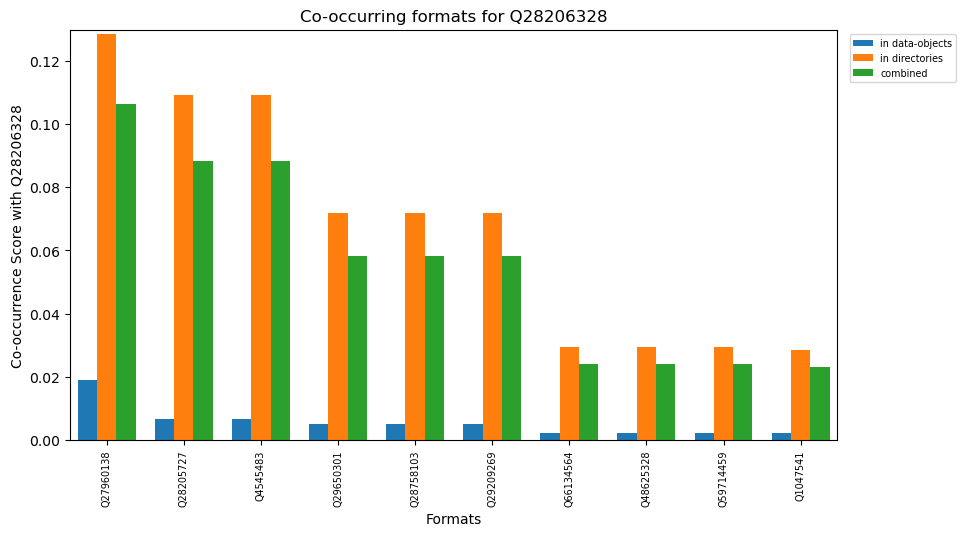 Co-occurring formats for Q28206328
in data-objects
in directories
combined
Co-occurrence Score with Q28206328
0.12
0.10
0.08
0.06
0.04
0.02
0.00
Q27960138
Q28205727
Q4545483
Q29650301
Q28758103
Q29209269
Q66134564
Q48625328
Q59714459
Q1047541
Formats